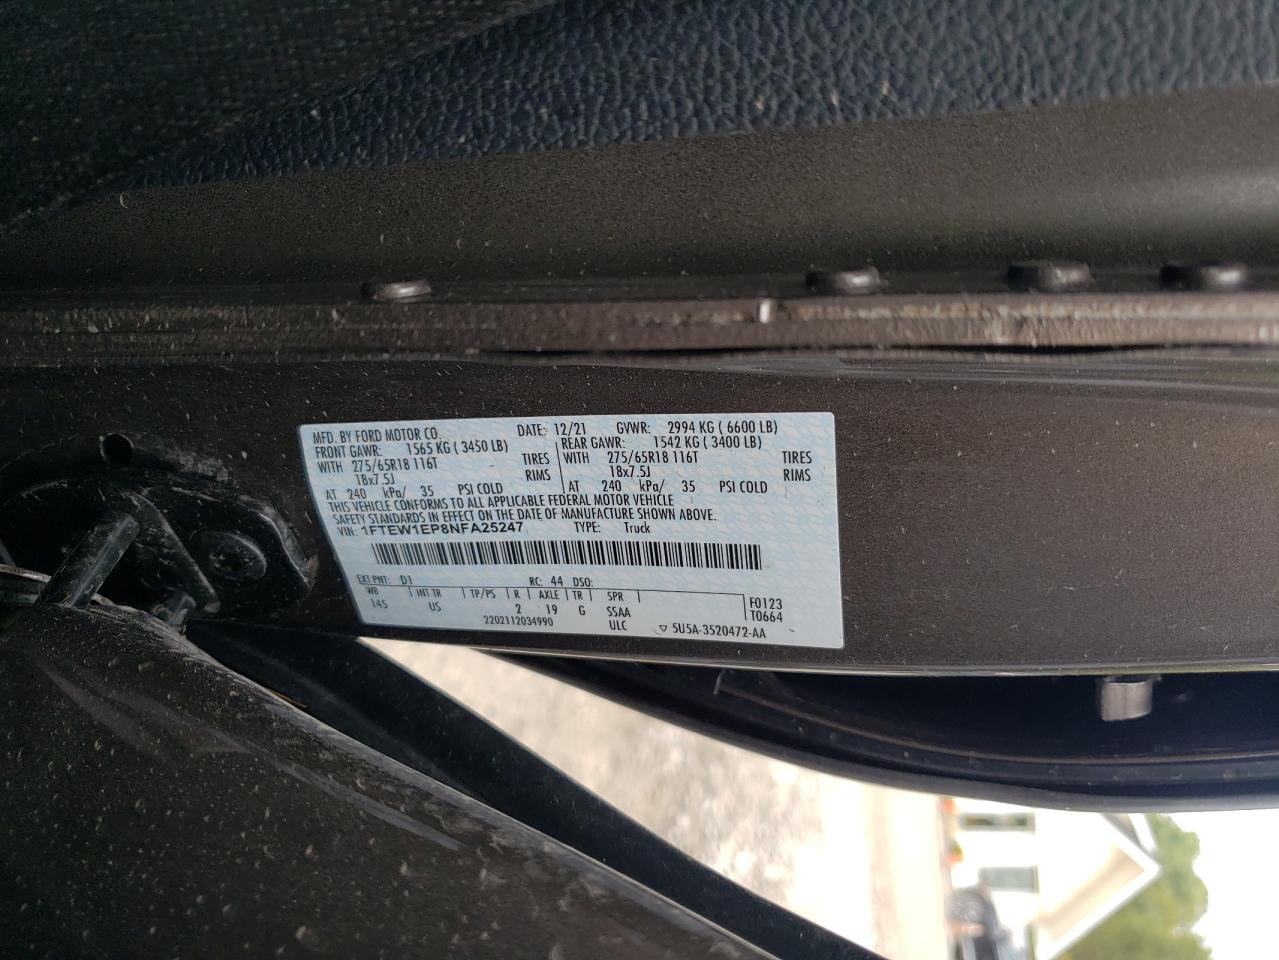 MFD. BY FORD MOTOR CO. DATE: 12/21 GVWR: 2994 KG ( 6600 LB)
FRONT GAWR: 1565 KG ( 3450 LB) REAR GAWR: 1542 KG ( 3400 LB)
WITH 275/65R18 116T TIRES WITH 275/65R18 116T TIRES
18x7.5J RIMS 18x7.5J RIMS
AT 240 kPa/ 35 PSI COLD AT 240 kPa/ 35 PSI COLD
THIS VEHICLE CONFORMS TO ALL APPLICABLE FEDERAL MOTOR VEHICLE
SAFETY STANDARDS IN EFFECT ON THE DATE OF MANUFACTURE SHOWN ABOVE.
VIN: 1FTEW1EP8NFA25247 TYPE: Truck
EXT PNT: D1 RC: 44 DSO:
WB INT TR TP/PS R AXLE TR SPR F0123
145 US 2 19 G SSAA T0664
2202112034990 ULC ▽ 5U5A-3520472-AA